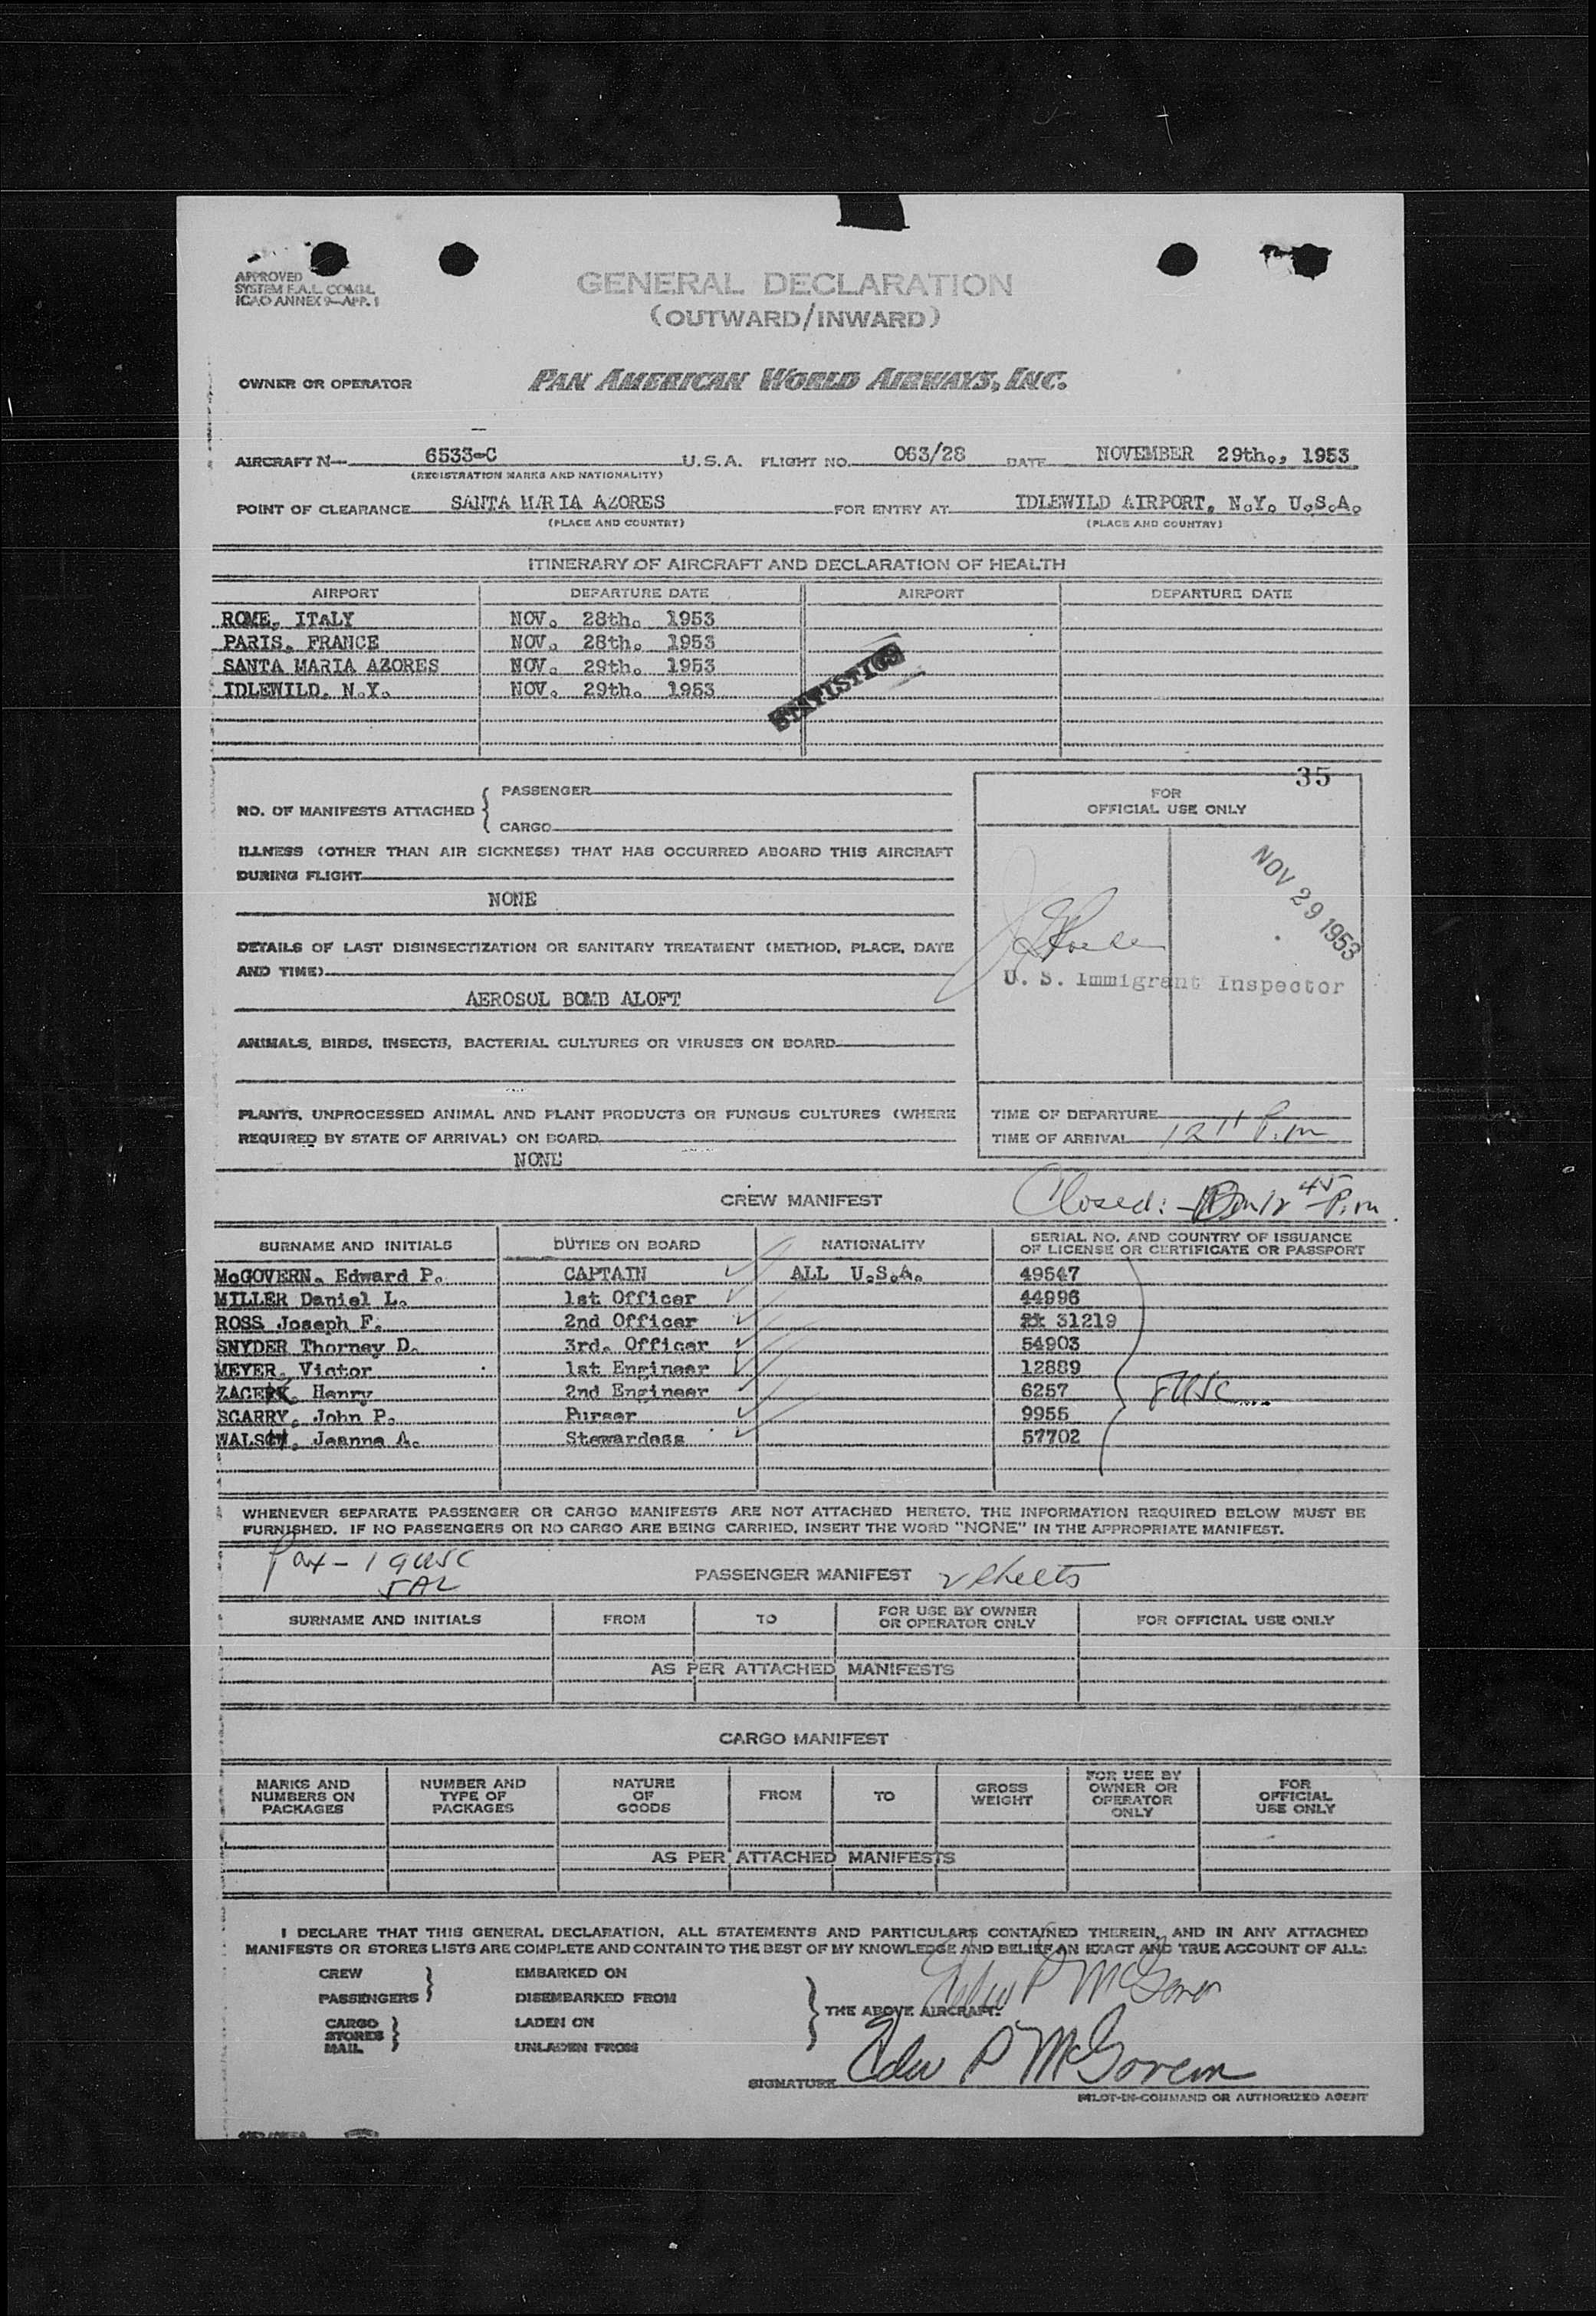 APPROVED
SYSTEM F.A.L. COMM.
ICAO ANNEX 9—APP. 1
GENERAL DECLARATION
(OUTWARD/INWARD)
OWNER OR OPERATOR PAN AMERICAN WORLD AIRWAYS, INC.
AIRCRAFT N— 6533-C U.S.A. FLIGHT NO. 063/28 DATE NOVEMBER 29th., 1953
(REGISTRATION MARKS AND NATIONALITY)
POINT OF CLEARANCE SANTA MARIA AZORES FOR ENTRY AT IDLEWILD AIRPORT, N.Y. U.S.A.
(PLACE AND COUNTRY) (PLACE AND COUNTRY)
ITINERARY OF AIRCRAFT AND DECLARATION OF HEALTH
AIRPORT DEPARTURE DATE AIRPORT DEPARTURE DATE
ROME, ITALY NOV. 28th. 1953
PARIS, FRANCE NOV. 28th. 1953
SANTA MARIA AZORES NOV. 29th. 1953
IDLEWILD, N.Y. NOV. 29th. 1953
STATISTICS
35
NO. OF MANIFESTS ATTACHED { PASSENGER
CARGO
FOR
OFFICIAL USE ONLY
ILLNESS (OTHER THAN AIR SICKNESS) THAT HAS OCCURRED ABOARD THIS AIRCRAFT
DURING FLIGHT
NONE
NOV 29 1953
DETAILS OF LAST DISINSECTIZATION OR SANITARY TREATMENT (METHOD, PLACE, DATE
AND TIME)
U. S. Immigrant Inspector
AEROSOL BOMB ALOFT
ANIMALS, BIRDS, INSECTS, BACTERIAL CULTURES OR VIRUSES ON BOARD
PLANTS, UNPROCESSED ANIMAL AND PLANT PRODUCTS OR FUNGUS CULTURES (WHERE
REQUIRED BY STATE OF ARRIVAL) ON BOARD
NONE
TIME OF DEPARTURE
TIME OF ARRIVAL 12 11 P.m
CREW MANIFEST Closed: 12 45 P.m.
SURNAME AND INITIALS DUTIES ON BOARD NATIONALITY SERIAL NO. AND COUNTRY OF ISSUANCE
OF LICENSE OR CERTIFICATE OR PASSPORT
McGOVERN, Edward P. CAPTAIN ALL U.S.A. 49547
MILLER Daniel L. 1st Officer 44996
ROSS Joseph F. 2nd Officer 31219
SNYDER Thorney D. 3rd. Officer 54903
MEYER, Victor 1st Engineer 12889
Henry 2nd Engineer 6257
SCARRY, John P. Purser 9955
Jeanne A. Stewardess 57702
8 USC
WHENEVER SEPARATE PASSENGER OR CARGO MANIFESTS ARE NOT ATTACHED HERETO, THE INFORMATION REQUIRED BELOW MUST BE
FURNISHED. IF NO PASSENGERS OR NO CARGO ARE BEING CARRIED, INSERT THE WORD "NONE" IN THE APPROPRIATE MANIFEST.
Pax - 19 USC
5 AL
PASSENGER MANIFEST 2 sheets
SURNAME AND INITIALS FROM TO FOR USE BY OWNER
OR OPERATOR ONLY FOR OFFICIAL USE ONLY
AS PER ATTACHED MANIFESTS
CARGO MANIFEST
MARKS AND
NUMBERS ON
PACKAGES
NUMBER AND
TYPE OF
PACKAGES
NATURE
OF
GOODS
FROM
TO
GROSS
WEIGHT
FOR USE BY
OWNER OR
OPERATOR
ONLY
FOR
OFFICIAL
USE ONLY
AS PER ATTACHED MANIFESTS
I DECLARE THAT THIS GENERAL DECLARATION, ALL STATEMENTS AND PARTICULARS CONTAINED THEREIN, AND IN ANY ATTACHED
MANIFESTS OR STORES LISTS ARE COMPLETE AND CONTAIN TO THE BEST OF MY KNOWLEDGE AND BELIEF AN EXACT AND TRUE ACCOUNT OF ALL:
CREW EMBARKED ON
PASSENGERS DISEMBARKED FROM
Edw P McGovern
THE ABOVE AIRCRAFT.
CARGO LADEN ON
STORES
MAIL UNLADEN FROM
SIGNATURE Edw P McGovern
PILOT-IN-COMMAND OR AUTHORIZED AGENT